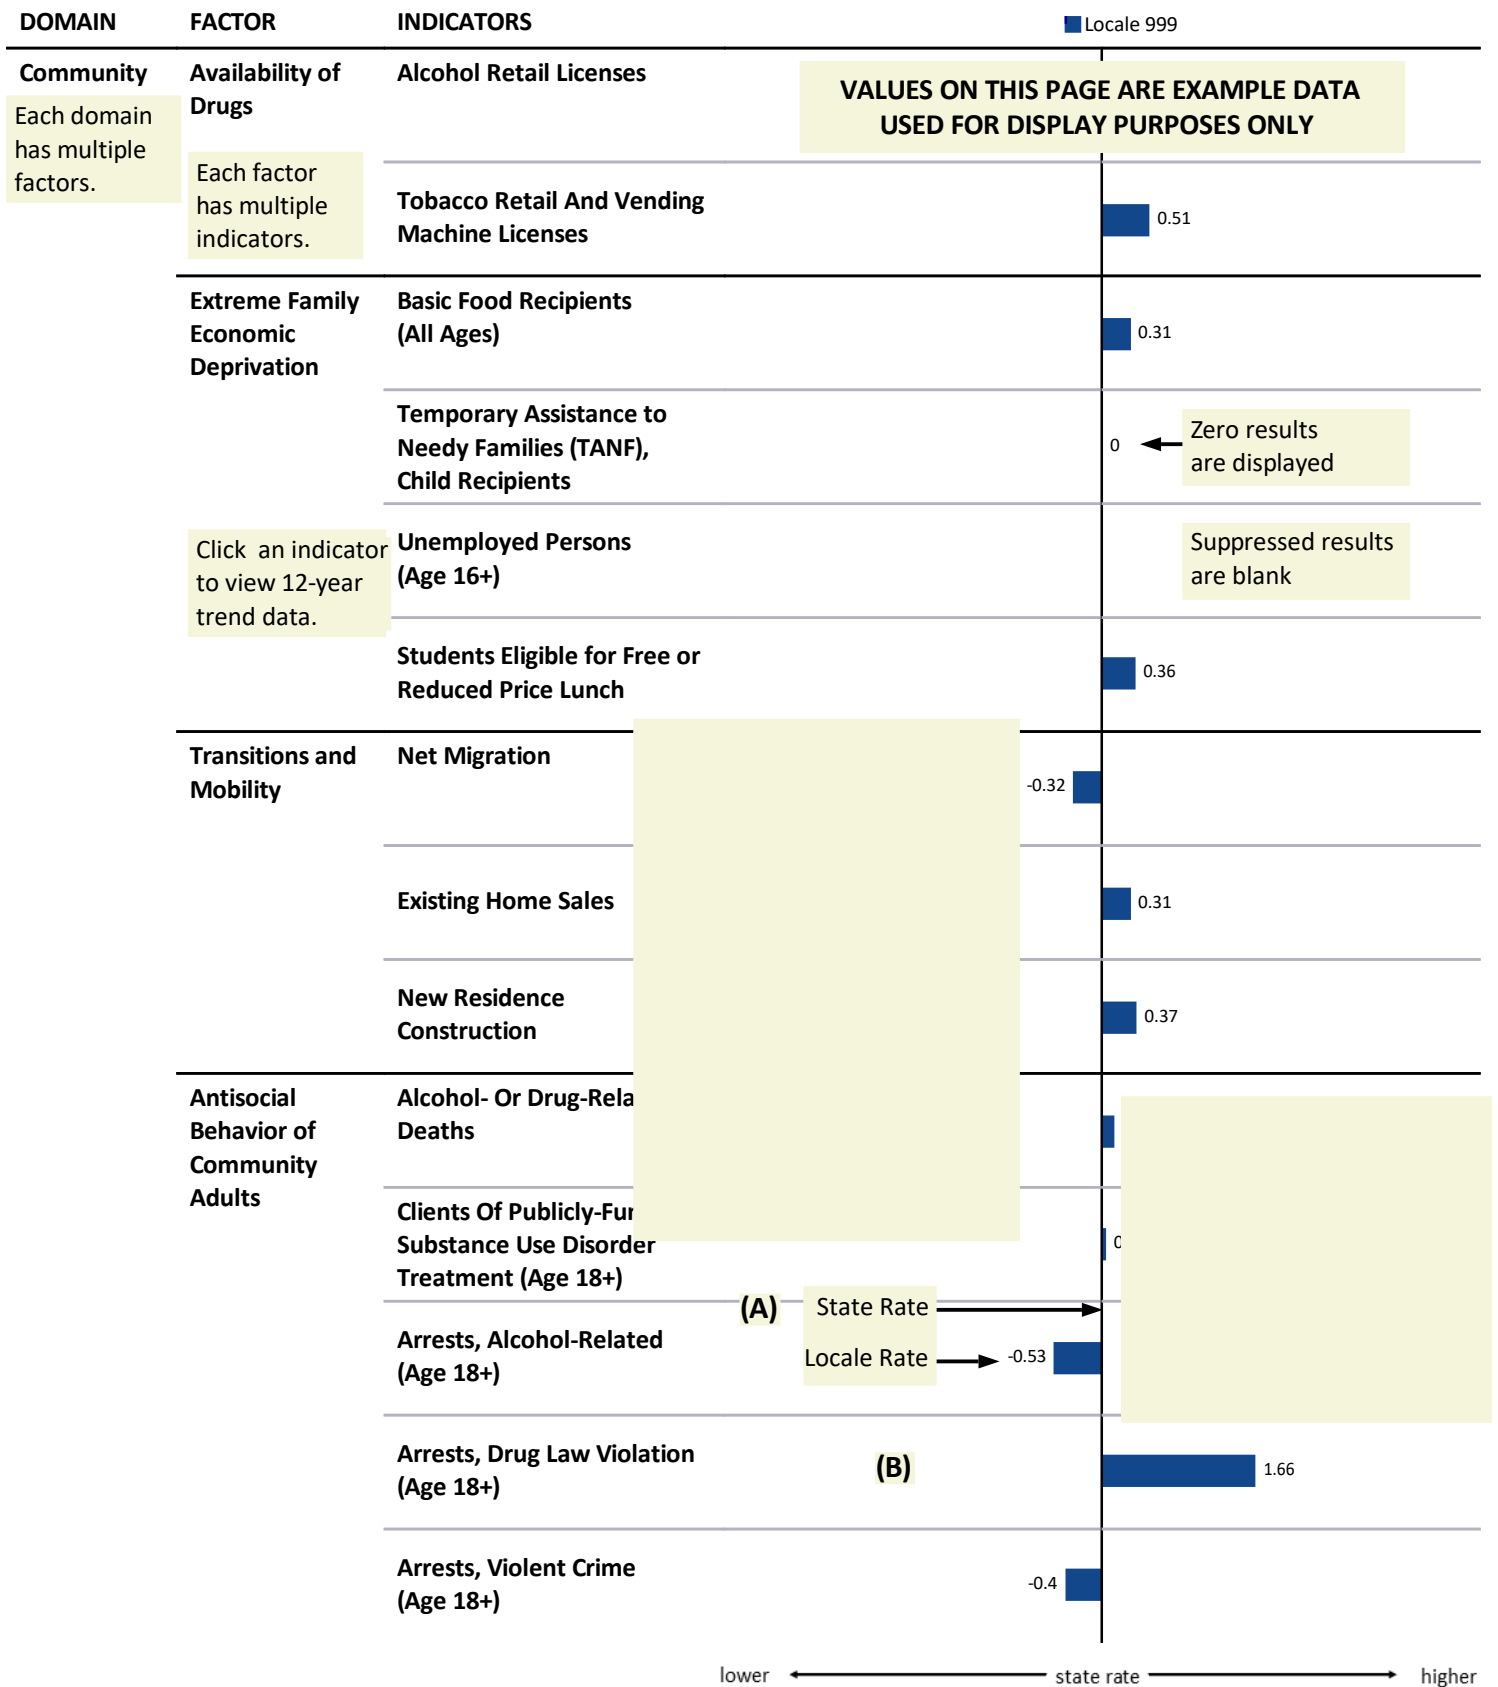 DOMAIN FACTOR INDICATORS Locale 999
Community
Each domain
has multiple
factors.
Availability of
Drugs
Each factor
has multiple
indicators.
Alcohol Retail Licenses
VALUES ON THIS PAGE ARE EXAMPLE DATA
USED FOR DISPLAY PURPOSES ONLY
Tobacco Retail And Vending
Machine Licenses
0.51
Extreme Family
Economic
Deprivation
Basic Food Recipients
(All Ages)
0.31
Temporary Assistance to
Needy Families (TANF),
Child Recipients
0
Zero results
are displayed
Click an indicator
to view 12-year
trend data.
Unemployed Persons
(Age 16+)
Suppressed results
are blank
Students Eligible for Free or
Reduced Price Lunch
0.36
Transitions and
Mobility
Net Migration
-0.32
Existing Home Sales
0.31
New Residence
Construction
0.37
Antisocial
Behavior of
Community
Adults
Alcohol- Or
Deaths
Clients Of
Substance Use Disorder
Treatment (Age 18+)
(A)
State Rate
Locale Rate
Arrests, Alcohol-Related
(Age 18+)
-0.53
Arrests, Drug Law Violation
(Age 18+)
(B)
1.66
Arrests, Violent Crime
(Age 18+)
-0.4
lower state rate higher